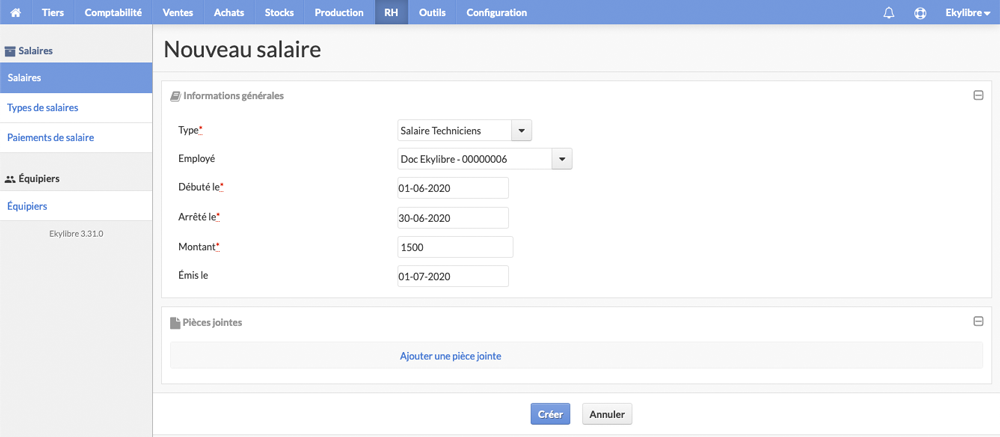 Tiers Comptabilité Ventes Achats Stocks Production RH Outils Configuration Ekylibre
Salaires
Salaires
Types de salaires
Paiements de salaire
Équipiers
Équipiers
Ekylibre 3.31.0
Nouveau salaire
Informations générales
Type* Salaire Techniciens
Employé Doc Ekylibre - 00000006
Débuté le* 01-06-2020
Arrêté le* 30-06-2020
Montant* 1500
Émis le 01-07-2020
Pièces jointes
Ajouter une pièce jointe
Créer Annuler